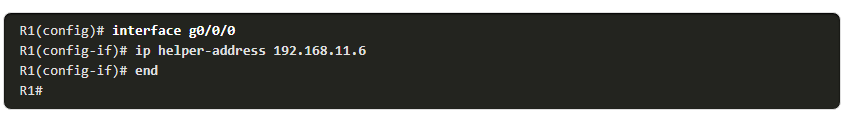 R1(config)# interface g0/0/0
R1(config-if)# ip helper-address 192.168.11.6
R1(config-if)# end
R1#